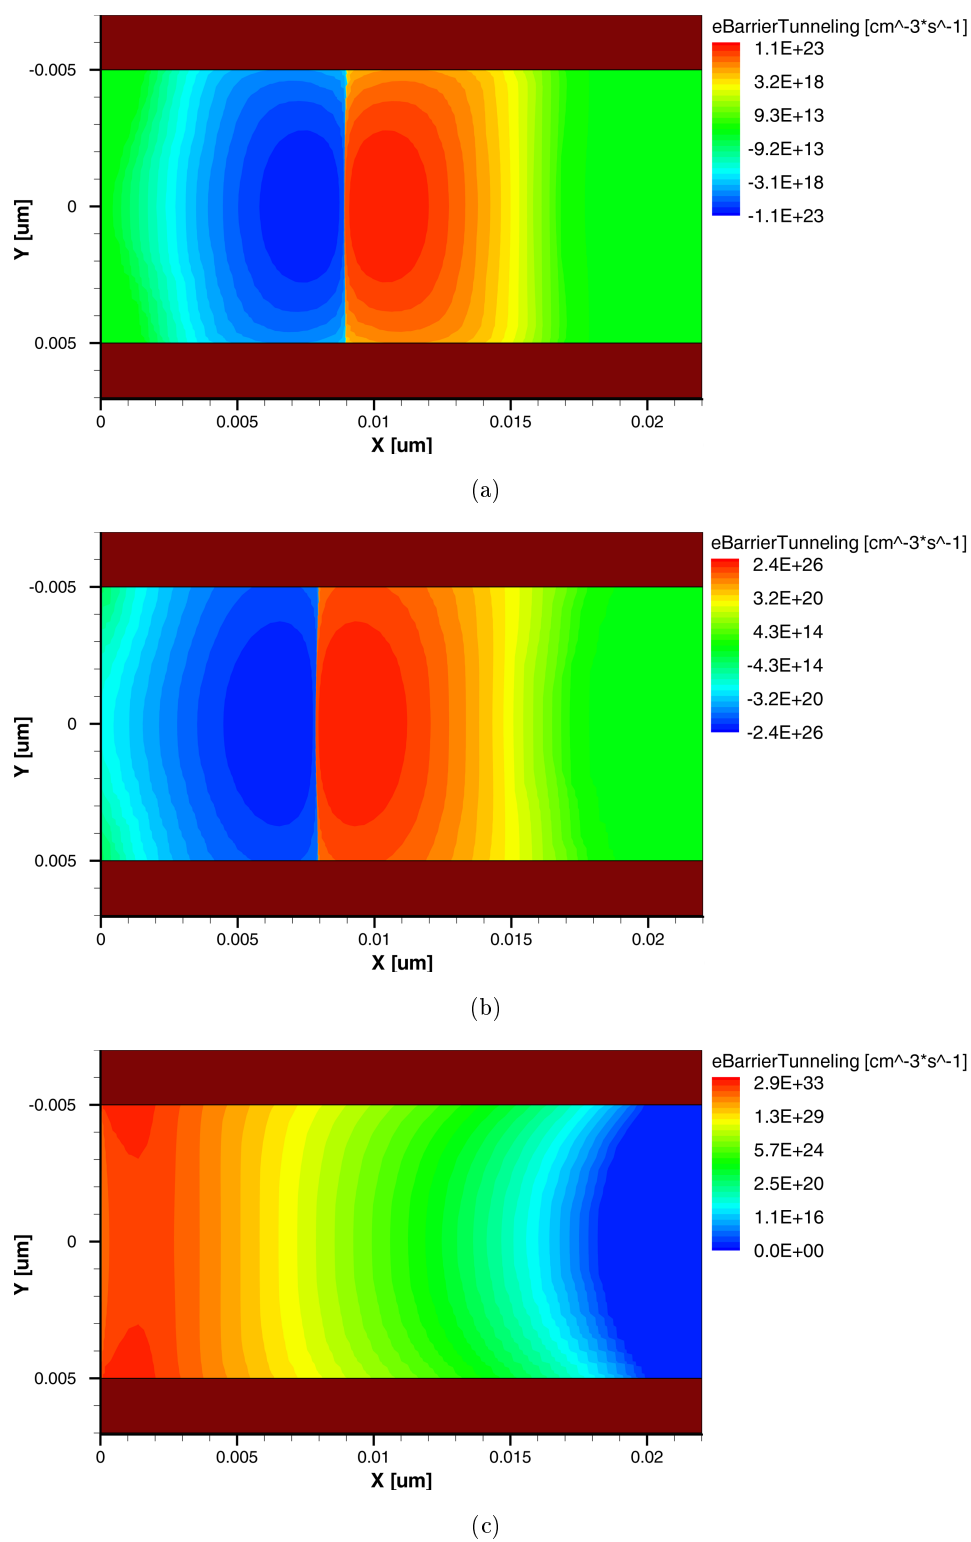 eBarrierTunneling [cm^-3*s^-1]
1.1E+23
3.2E+18
9.3E+13
-9.2E+13
-3.1E+18
-1.1E+23
-0.005
0
0.005
Y [um]
0 0.005 0.01 0.015 0.02
X [um]
(a)
eBarrierTunneling [cm^-3*s^-1]
2.4E+26
3.2E+20
4.3E+14
-4.3E+14
-3.2E+20
-2.4E+26
-0.005
0
0.005
Y [um]
0 0.005 0.01 0.015 0.02
X [um]
(b)
eBarrierTunneling [cm^-3*s^-1]
2.9E+33
1.3E+29
5.7E+24
2.5E+20
1.1E+16
0.0E+00
-0.005
0
0.005
Y [um]
0 0.005 0.01 0.015 0.02
X [um]
(c)